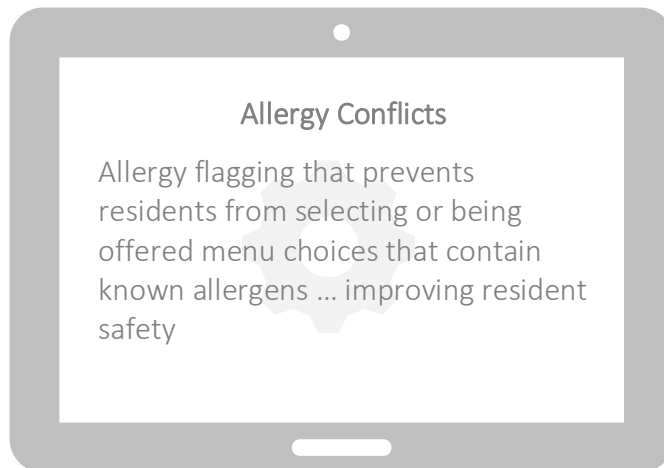 Allergy Conflicts
Allergy flagging that prevents
residents from selecting or being
offered menu choices that contain
known allergens ... improving resident
safety